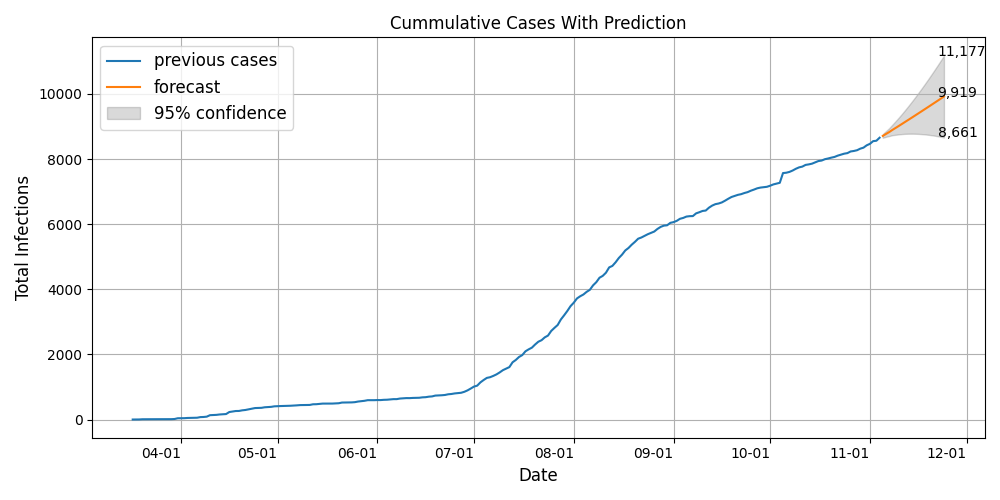 Cummulative Cases With Prediction
previous cases
forecast
95% confidence
11,177
9,919
8,661
10000
8000
6000
4000
2000
0
Total Infections
04-01 05-01 06-01 07-01 08-01 09-01 10-01 11-01 12-01
Date